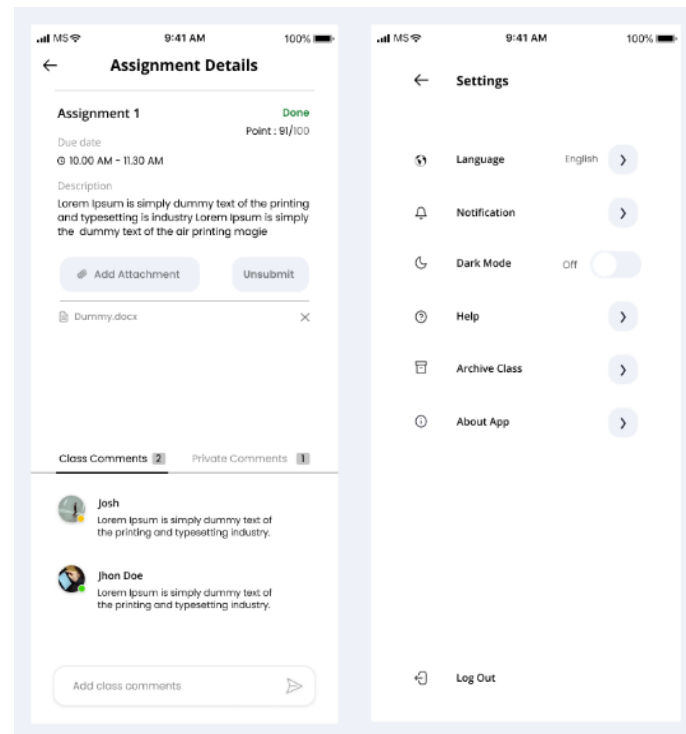 MS 9:41 AM 100%
Assignment Details
Assignment 1 Done
Point : 91/100
Due date
10.00 AM - 11.30 AM
Description
Lorem Ipsum is simply dummy text of the printing
and typesetting is industry Lorem Ipsum is simply
the dummy text of the air printing magie
Add Attachment Unsubmit
Dummy.docx
Class Comments 2 Private Comments 1
Josh
Lorem Ipsum is simply dummy text of
the printing and typesetting industry.
Jhon Doe
Lorem Ipsum is simply dummy text of
the printing and typesetting industry.
Add class comments
MS 9:41 AM 100%
Settings
Language English
Notification
Dark Mode Off
Help
Archive Class
About App
Log Out